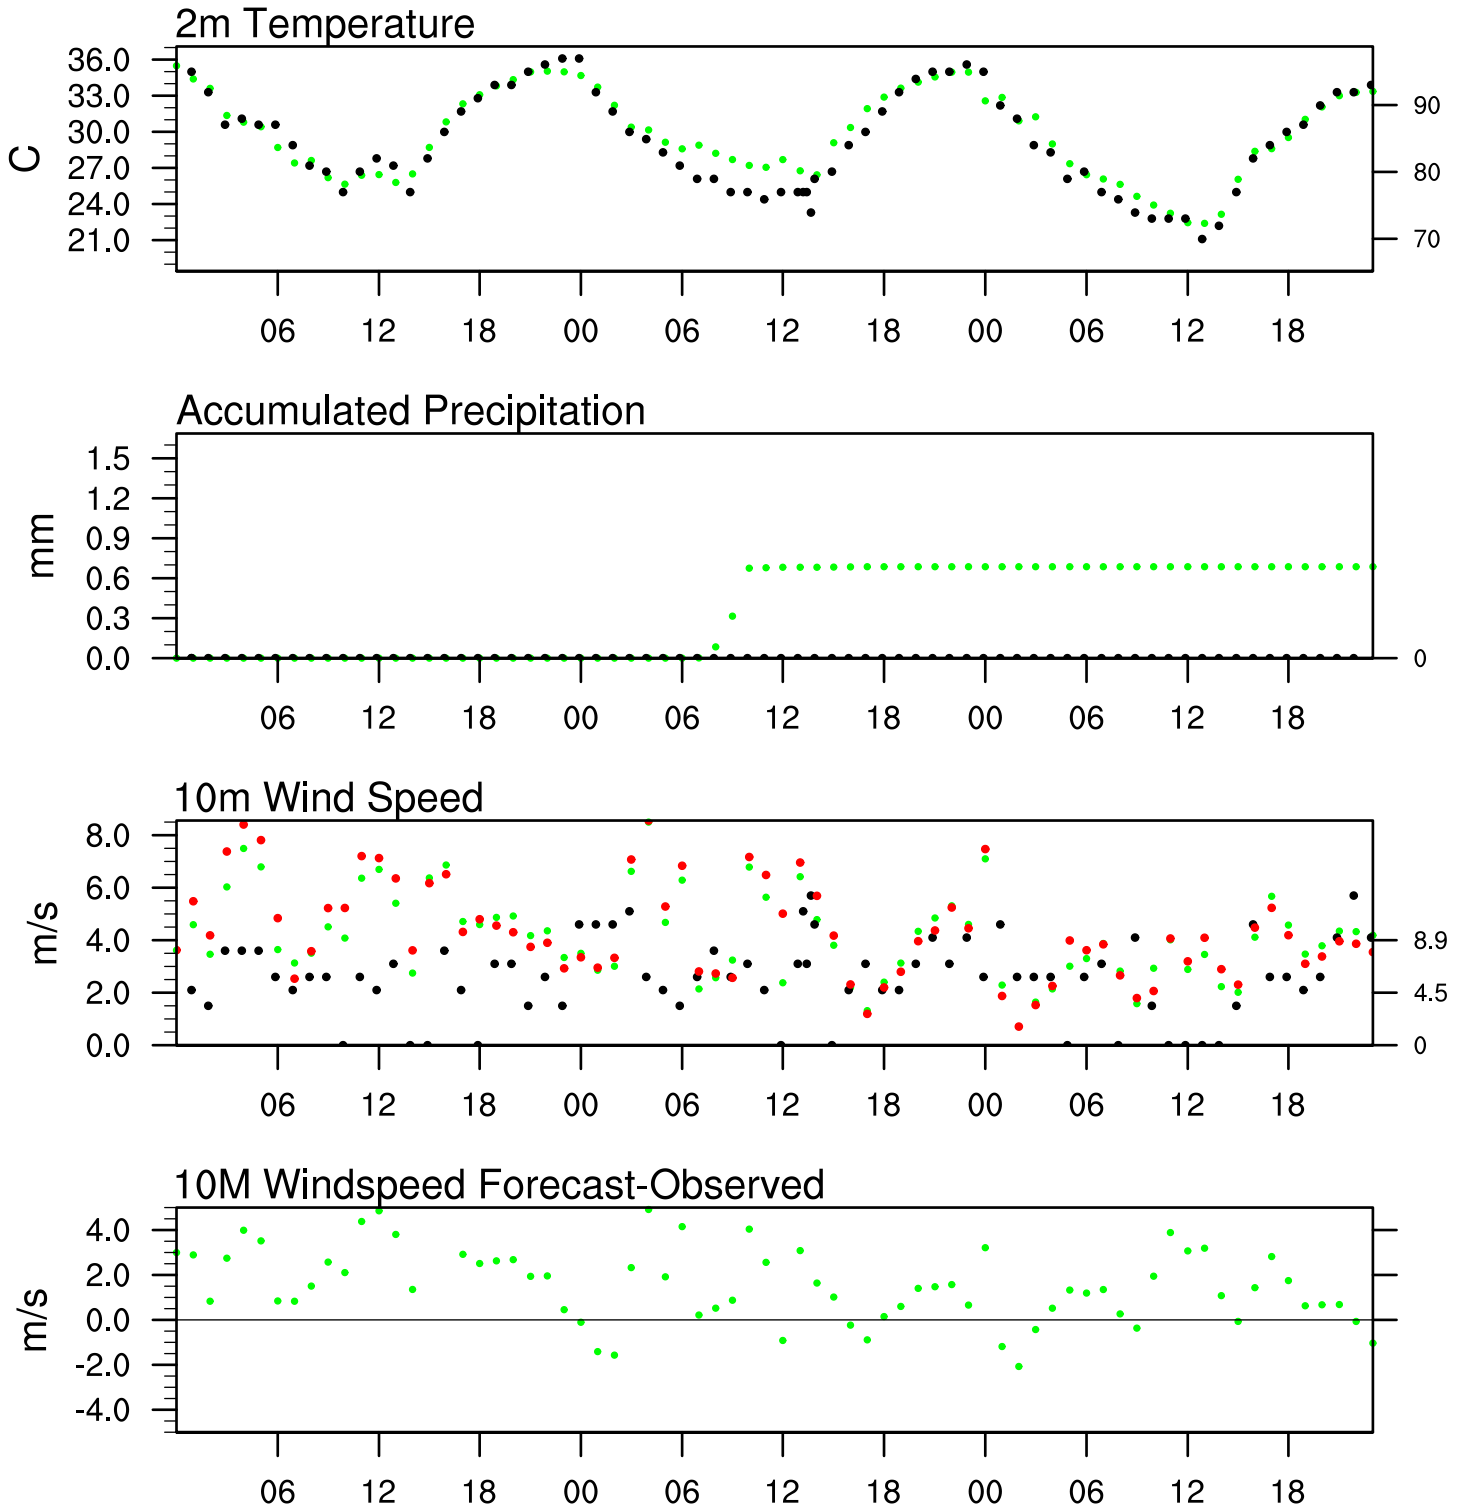 2m Temperature
36.0
33.0
30.0
27.0
24.0
21.0
C
90
80
70
06 12 18 00 06 12 18 00 06 12 18
Accumulated Precipitation
1.5
1.2
0.9
0.6
0.3
0.0
mm
0
06 12 18 00 06 12 18 00 06 12 18
10m Wind Speed
8.0
6.0
4.0
2.0
0.0
m/s
8.9
4.5
0
06 12 18 00 06 12 18 00 06 12 18
10M Windspeed Forecast-Observed
4.0
2.0
0.0
-2.0
-4.0
m/s
06 12 18 00 06 12 18 00 06 12 18